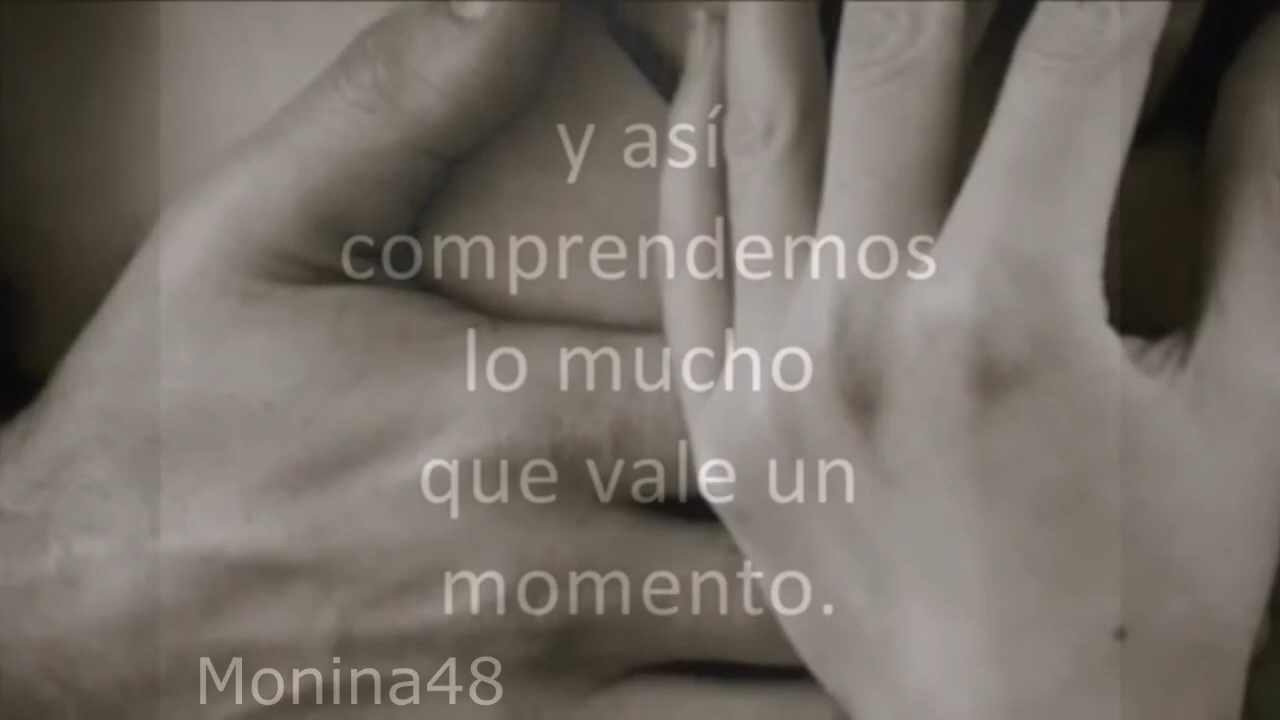 y así
comprendemos
lo mucho
que vale un
momento.
Monina48